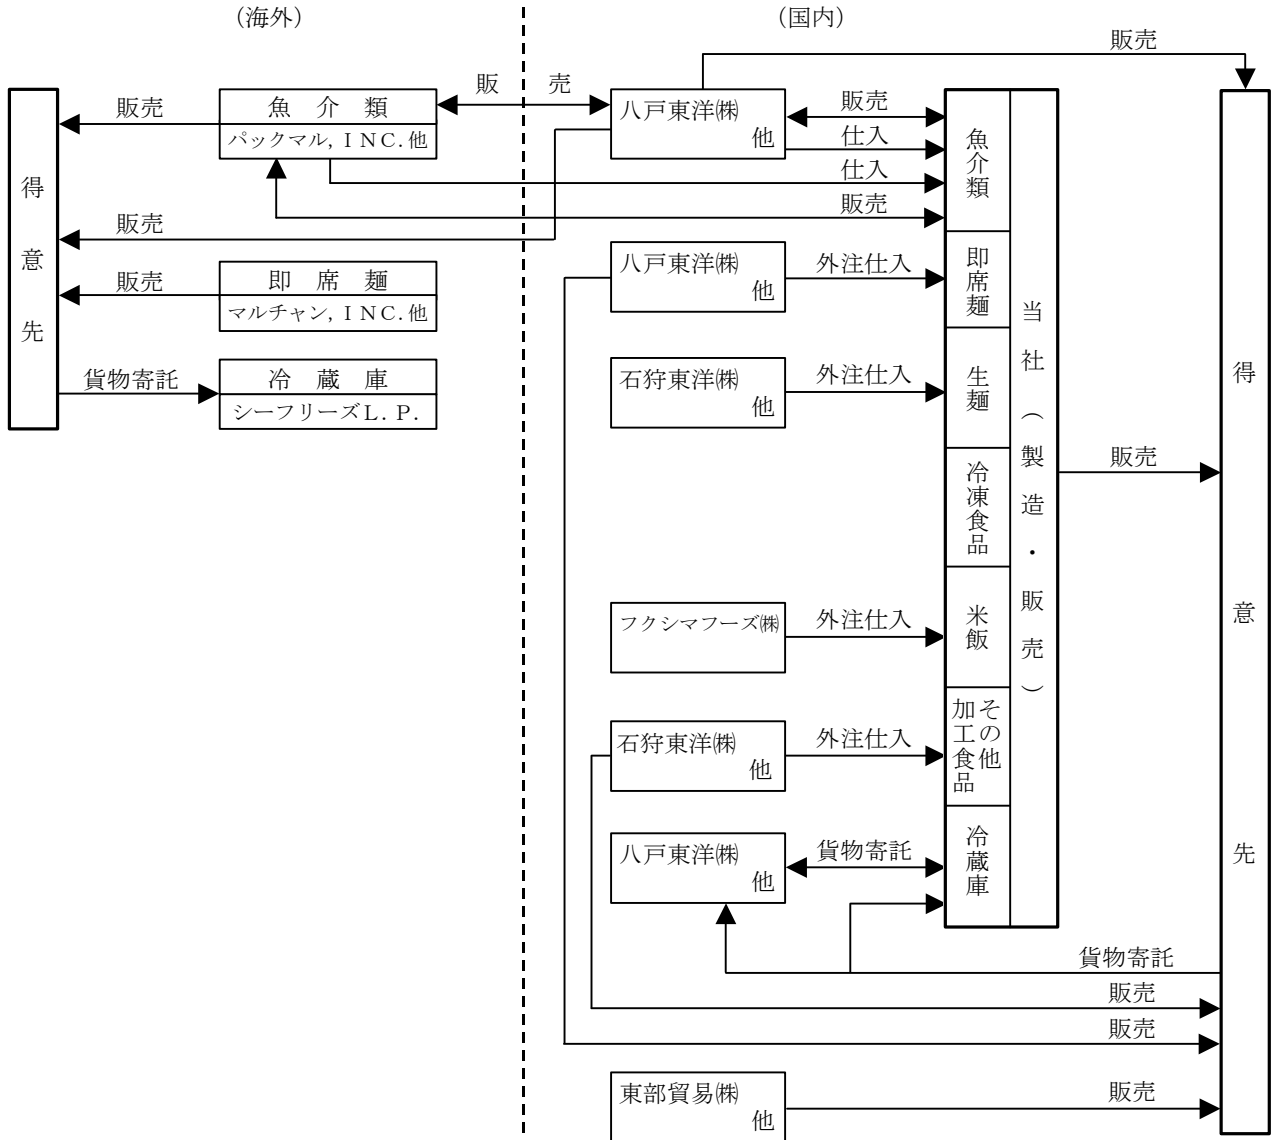 (海外)
(国内)
販売
販　売
販売
魚　介　類
パックマル, ＩＮＣ.他
八戸東洋㈱
他
販売
仕入
仕入
販売
魚介類
得意先
販売
販売
即　席　麺
マルチャン, ＩＮＣ.他
八戸東洋㈱
他
外注仕入
即席麺
貨物寄託
冷　蔵　庫
シーフリーズＬ. Ｐ.
石狩東洋㈱
他
外注仕入
生麺
冷凍食品
フクシマフーズ㈱
外注仕入
米飯
石狩東洋㈱
他
外注仕入
その他
加工食品
八戸東洋㈱
他
貨物寄託
冷蔵庫
当社（製造・販売）
販売
得意先
貨物寄託
販売
販売
東部貿易㈱
他
販売